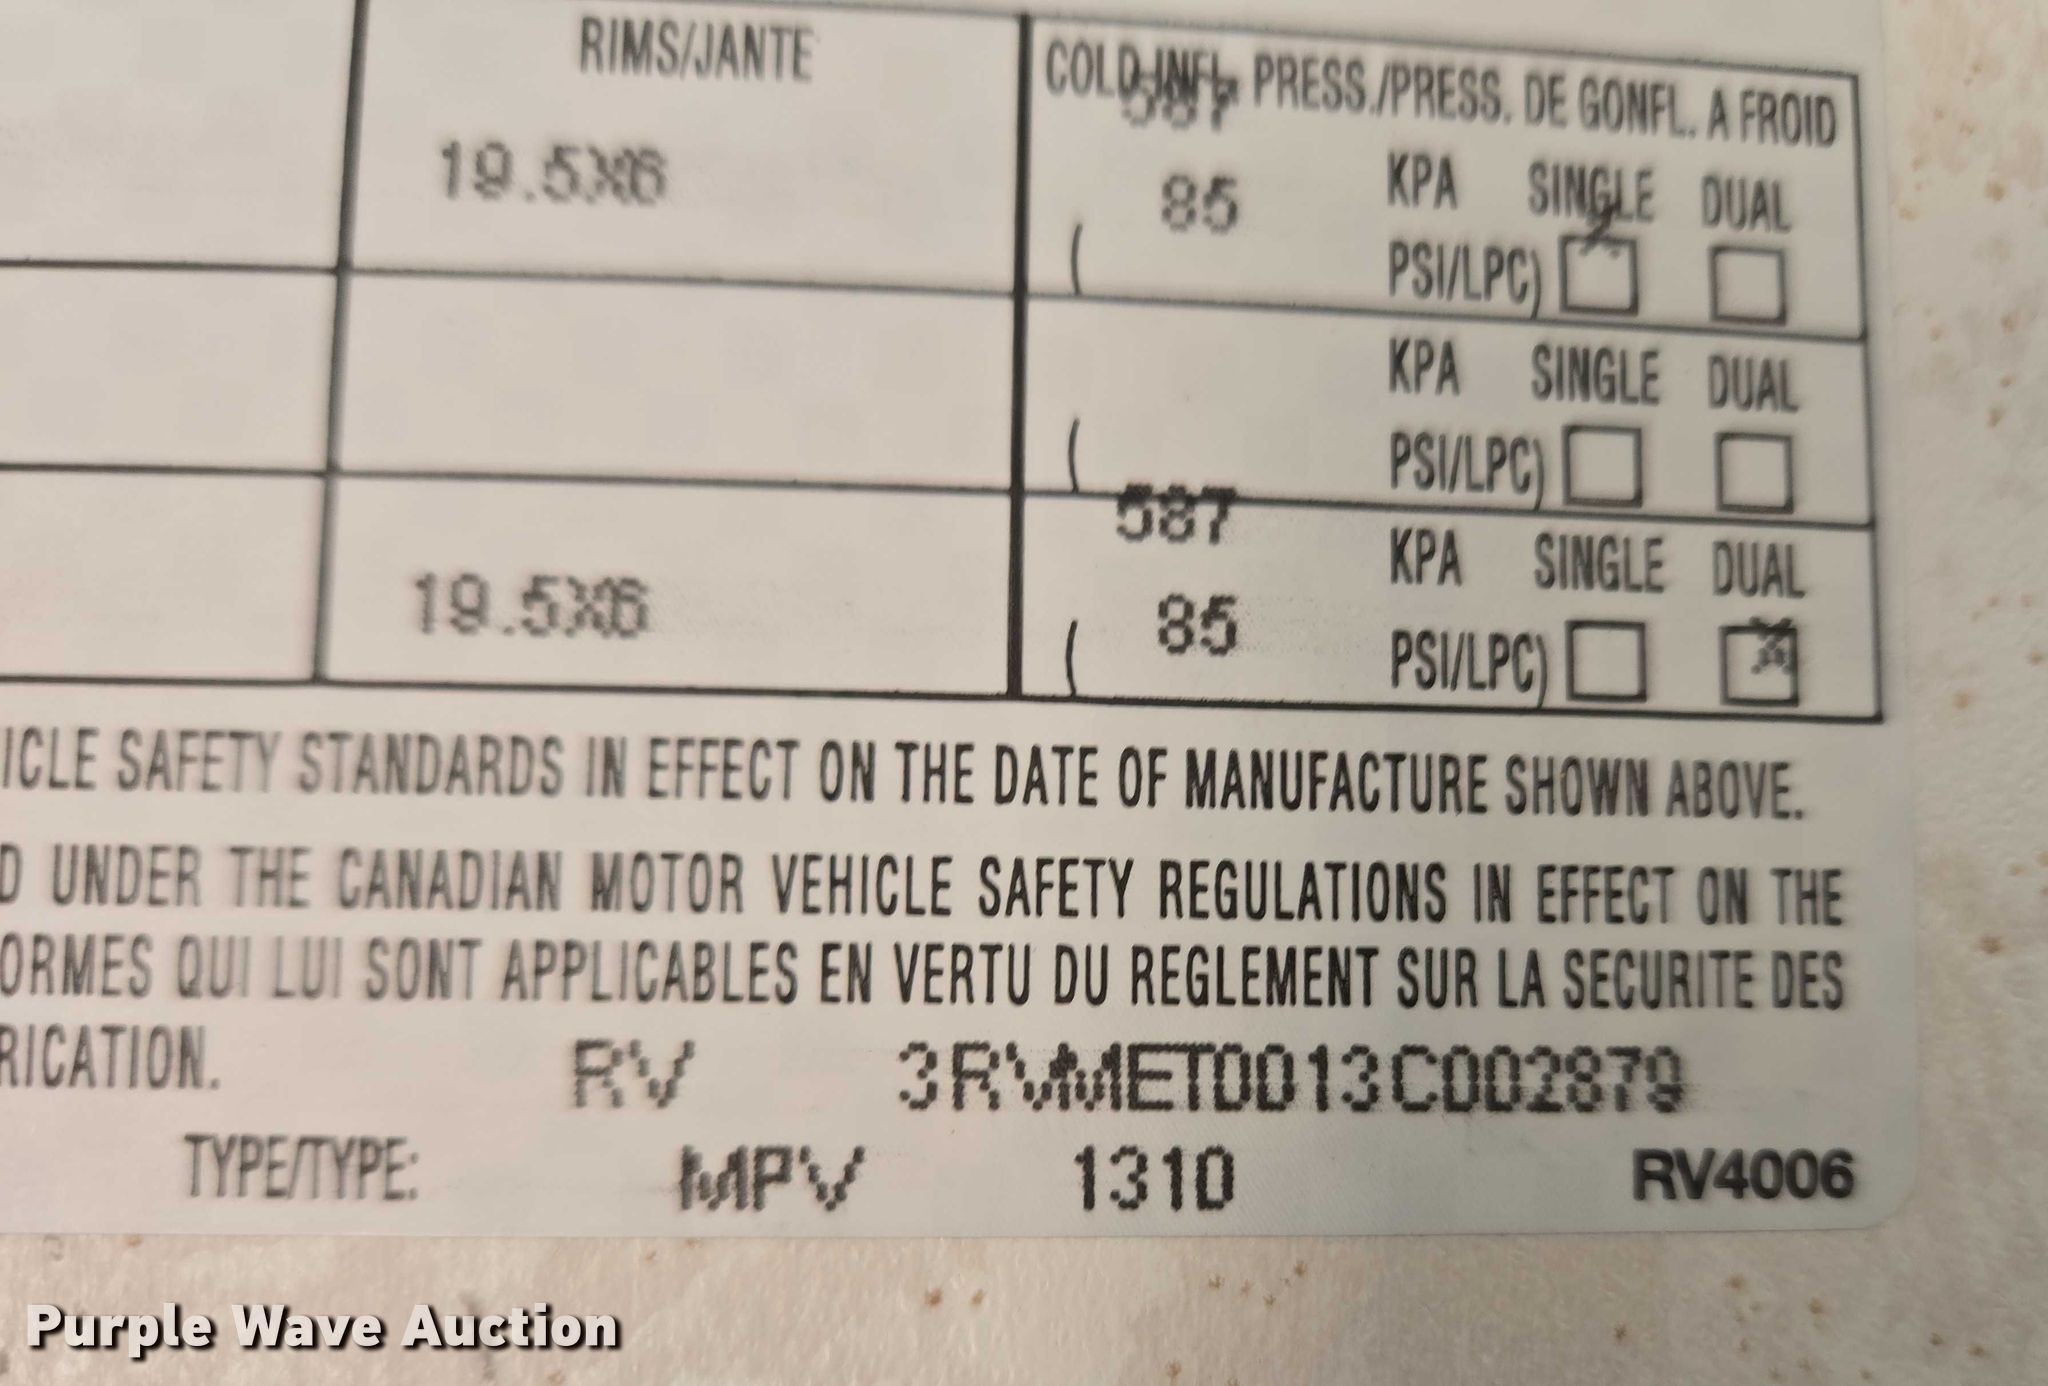 RIMS/JANTE COLD INFL. PRESS./PRESS. DE GONFL. A FROID
587
19.5X6 85 KPA SINGLE DUAL
( PSI/LPC)
KPA SINGLE DUAL
( PSI/LPC)
587 KPA SINGLE DUAL
19.5X6 ( 85 PSI/LPC)
ICLE SAFETY STANDARDS IN EFFECT ON THE DATE OF MANUFACTURE SHOWN ABOVE.
D UNDER THE CANADIAN MOTOR VEHICLE SAFETY REGULATIONS IN EFFECT ON THE
ORMES QUI LUI SONT APPLICABLES EN VERTU DU REGLEMENT SUR LA SECURITE DES
RICATION. RV 3RVMET0013C002879
TYPE/TYPE: MPV 1310 RV4006
Purple Wave Auction